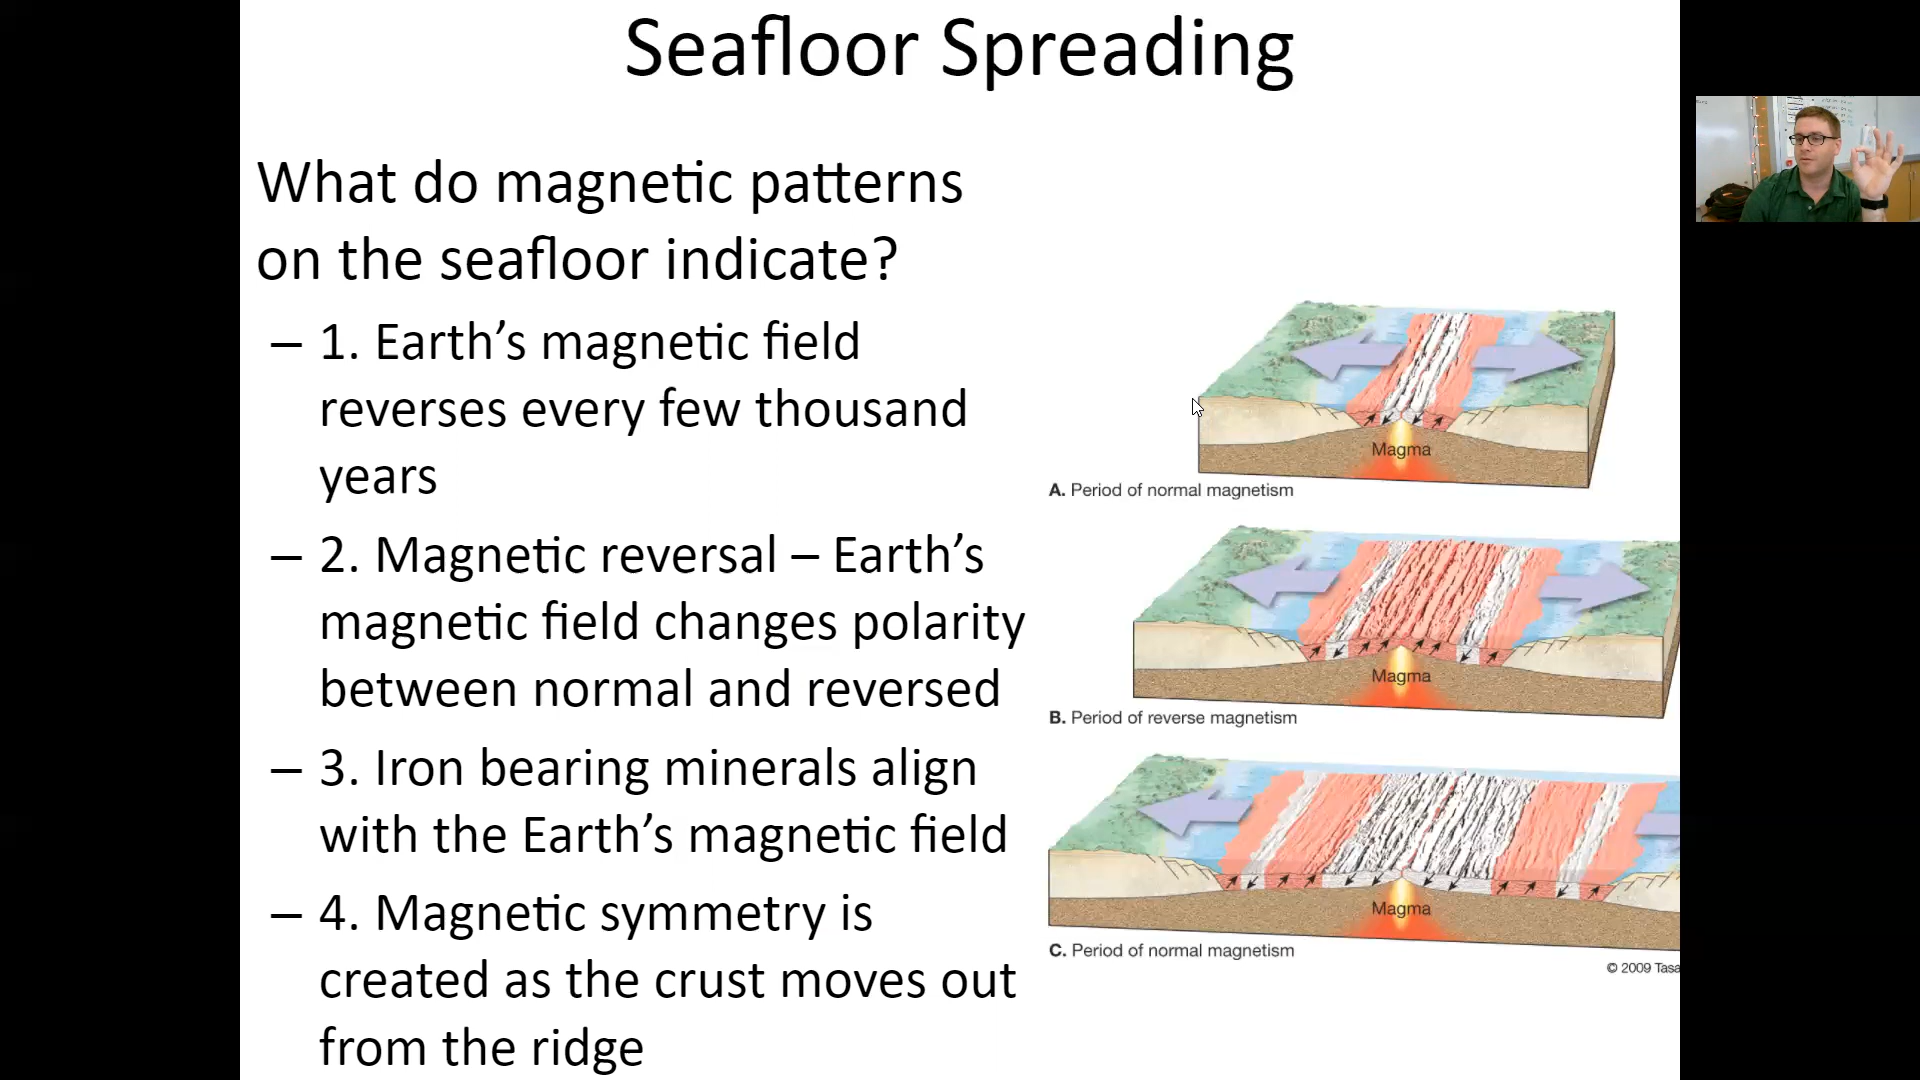 Seafloor Spreading
What do magnetic patterns
on the seafloor indicate?
– 1. Earth’s magnetic field
reverses every few thousand
years
– 2. Magnetic reversal – Earth’s
magnetic field changes polarity
between normal and reversed
– 3. Iron bearing minerals align
with the Earth’s magnetic field
– 4. Magnetic symmetry is
created as the crust moves out
from the ridge
Magma
A. Period of normal magnetism
Magma
B. Period of reverse magnetism
Magma
C. Period of normal magnetism
© 2009 Tasa